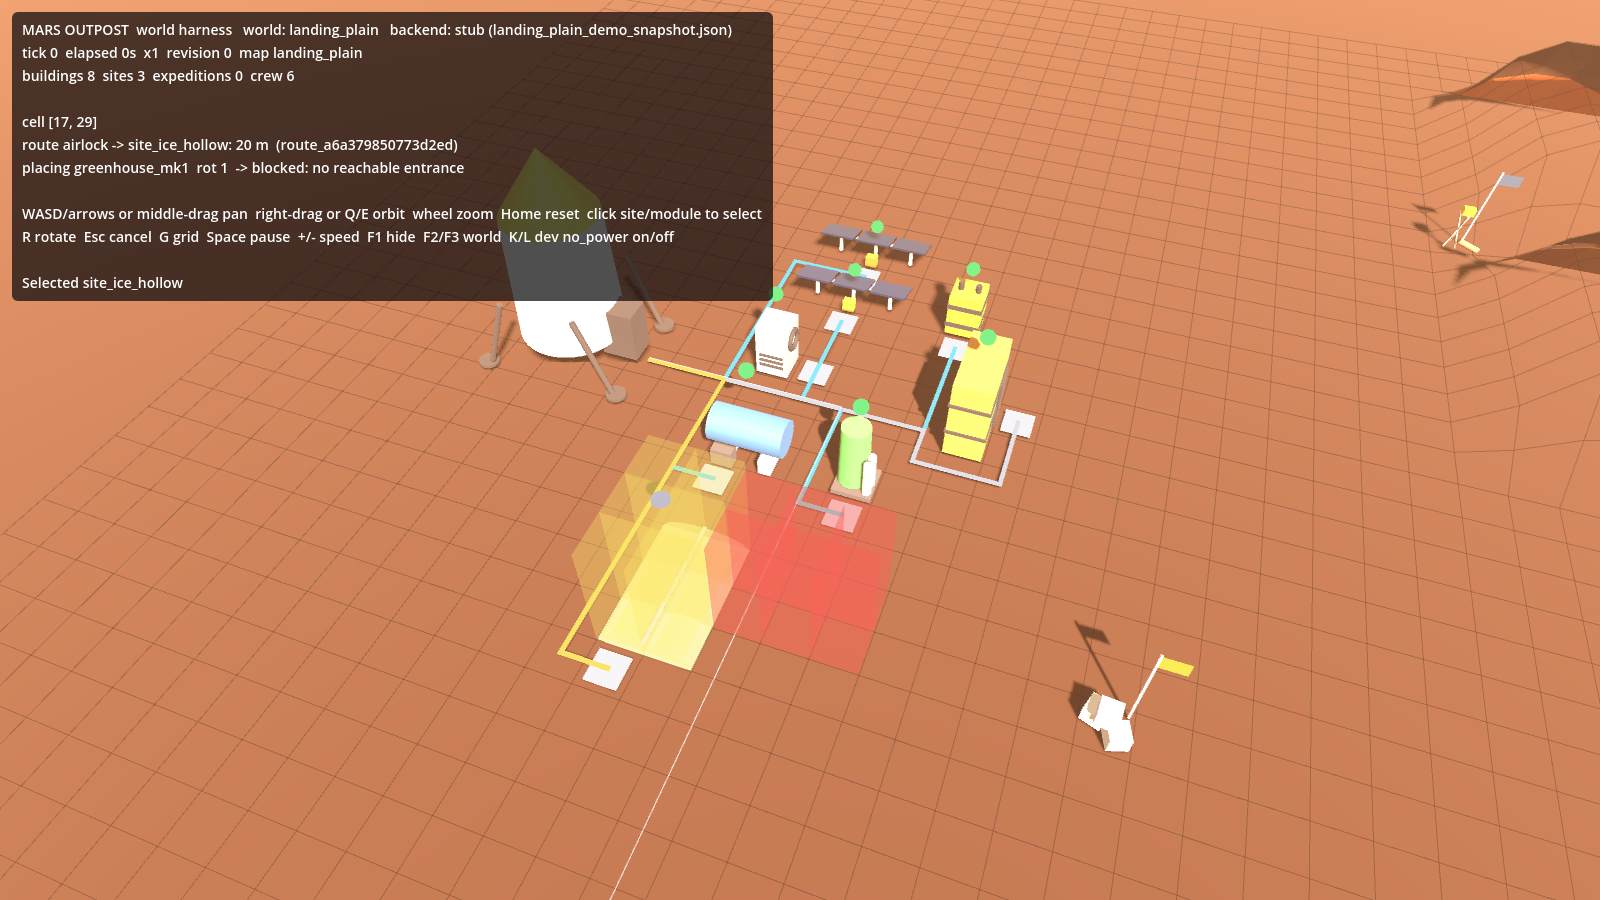 MARS OUTPOST  world harness   world: landing_plain   backend: stub (landing_plain_demo_snapshot.json)
tick 0  elapsed 0s  x1  revision 0  map landing_plain
buildings 8  sites 3  expeditions 0  crew 6
cell [17, 29]
route airlock -> site_ice_hollow: 20 m  (route_a6a379850773d2ed)
placing greenhouse_mk1  rot 1  -> blocked: no reachable entrance
WASD/arrows or middle-drag pan  right-drag or Q/E orbit  wheel zoom  Home reset  click site/module to select
R rotate  Esc cancel  G grid  Space pause  +/- speed  F1 hide  F2/F3 world  K/L dev no_power on/off
Selected site_ice_hollow